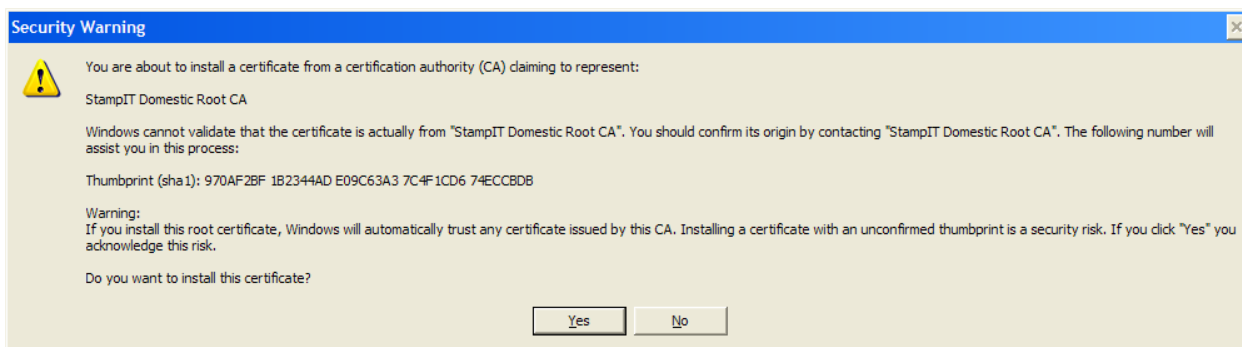 Security Warning
You are about to install a certificate from a certification authority (CA) claiming to represent:
StampIT Domestic Root CA
Windows cannot validate that the certificate is actually from "StampIT Domestic Root CA". You should confirm its origin by contacting "StampIT Domestic Root CA". The following number will
assist you in this process:
Thumbprint (sha1): 970AF2BF 1B2344AD E09C63A3 7C4F1CD6 74ECCBDB
Warning:
If you install this root certificate, Windows will automatically trust any certificate issued by this CA. Installing a certificate with an unconfirmed thumbprint is a security risk. If you click "Yes" you
acknowledge this risk.
Do you want to install this certificate?
Yes No